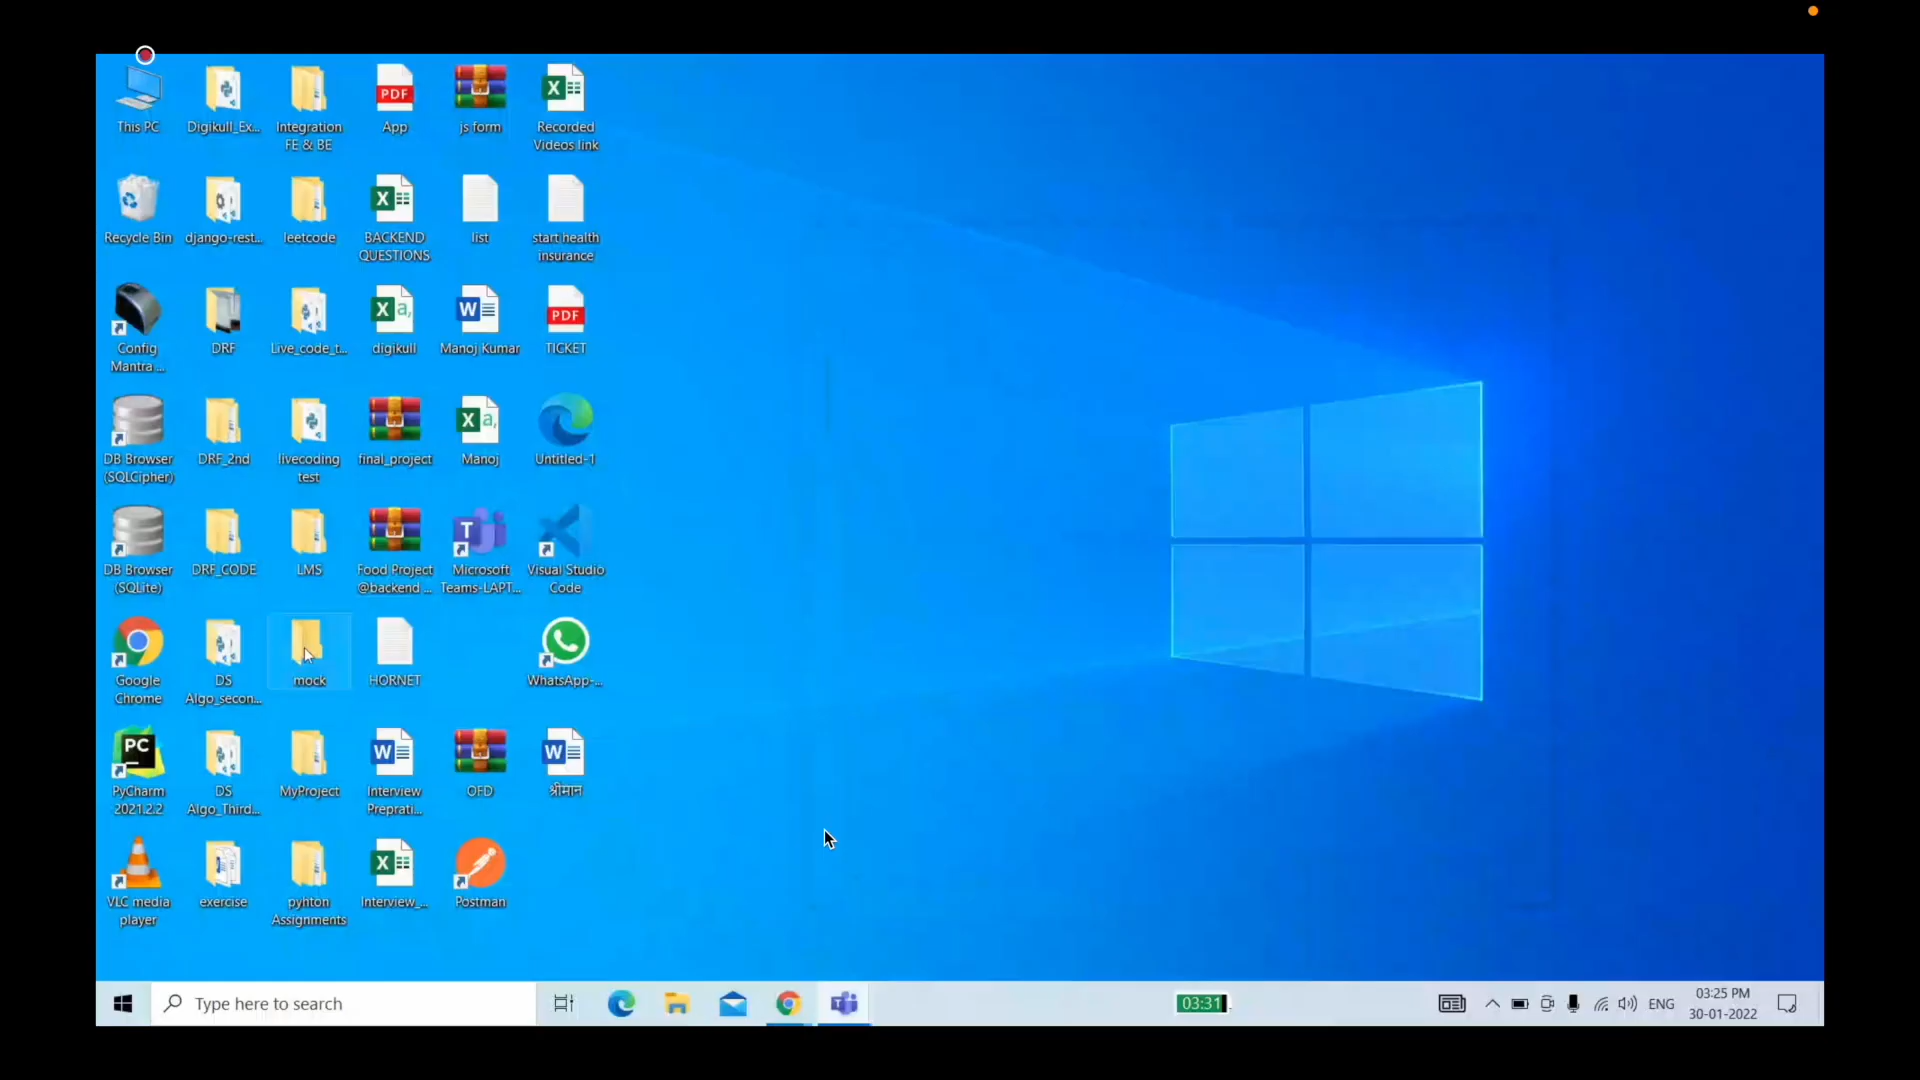 This PC
Digikull_Ex...
Integration
FE & BE
PDF
App
js form
X
Recorded
Videos link
Recycle Bin
django-rest...
leetcode
X
BACKEND
QUESTIONS
list
start health
insurance
Config
Mantra ...
DRF
Live_code_t...
X a,
digikull
W
Manoj Kumar
PDF
TICKET
DB Browser
(SQLCipher)
DRF_2nd
livecoding
test
final_project
X a,
Manoj
Untitled-1
DB Browser
(SQLite)
DRF_CODE
LMS
Food Project
@backend ...
T
Microsoft
Teams-LAPT...
Visual Studio
Code
Google
Chrome
DS
Algo_secon...
mock
HORNET
WhatsApp-...
PC
PyCharm
2021.2.2
DS
Algo_Third...
MyProject
W
Interview
Preprati...
OFD
W
श्रीमान
VLC media
player
exercise
pyhton
Assignments
X
Interview_...
Postman
Type here to search
T
03:31
ENG
03:25 PM
30-01-2022